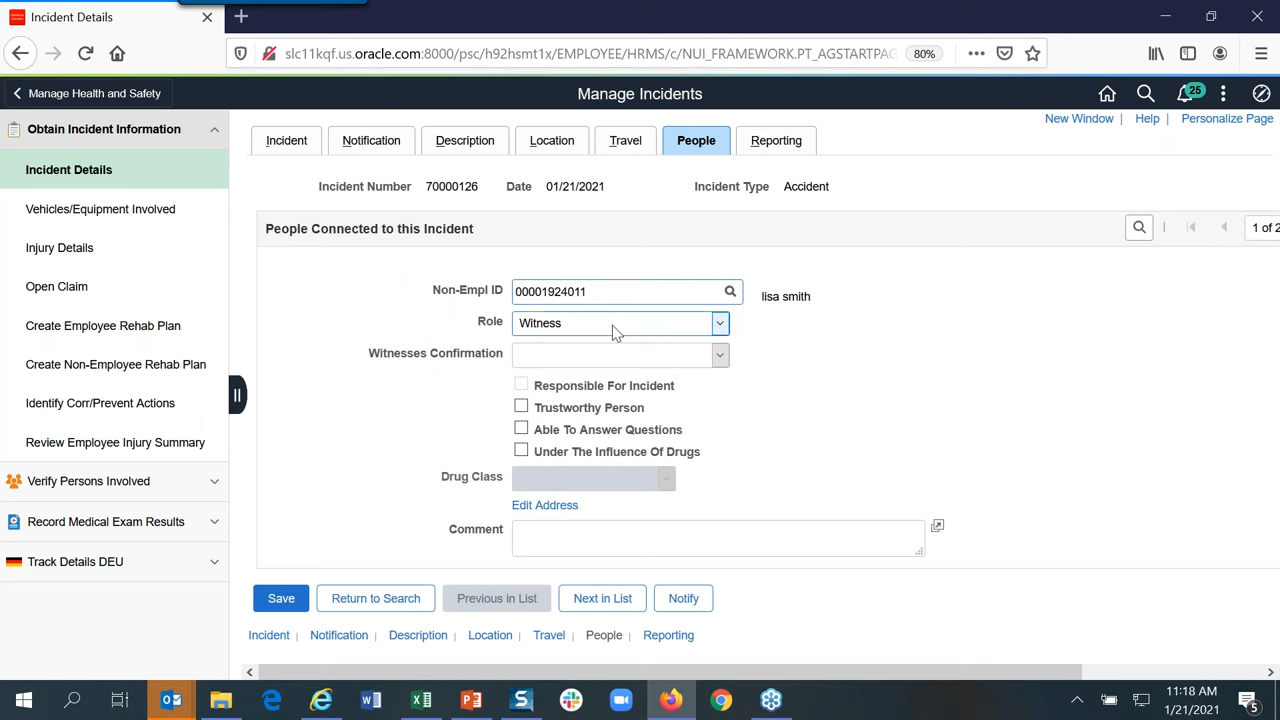 Incident Details
slc11kqf.us.oracle.com:8000/psc/h92hsmt1x/EMPLOYEE/HRMS/c/NUI_FRAMEWORK.PT_AGSTARTPAG
80%
Manage Health and Safety
Manage Incidents
25
New Window | Help | Personalize Page
Obtain Incident Information
Incident Details
Vehicles/Equipment Involved
Injury Details
Open Claim
Create Employee Rehab Plan
Create Non-Employee Rehab Plan
Identify Corr/Prevent Actions
Review Employee Injury Summary
Verify Persons Involved
Record Medical Exam Results
Track Details DEU
Incident Notification Description Location Travel People Reporting
Incident Number 70000126 Date 01/21/2021 Incident Type Accident
People Connected to this Incident
1 of 2
Non-Empl ID 00001924011 lisa smith
Role Witness
Witnesses Confirmation
Responsible For Incident
Trustworthy Person
Able To Answer Questions
Under The Influence Of Drugs
Drug Class
Edit Address
Comment
Save Return to Search Previous in List Next in List Notify
Incident | Notification | Description | Location | Travel | People | Reporting
11:18 AM
1/21/2021
5